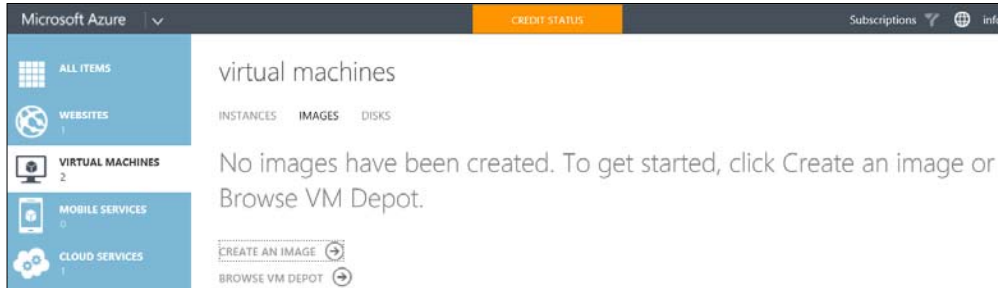 Microsoft Azure
CREDIT STATUS
Subscriptions
ALL ITEMS
WEBSITES
1
VIRTUAL MACHINES
2
MOBILE SERVICES
0
CLOUD SERVICES
1
virtual machines
INSTANCES IMAGES DISKS
No images have been created. To get started, click Create an image or
Browse VM Depot.
CREATE AN IMAGE
BROWSE VM DEPOT